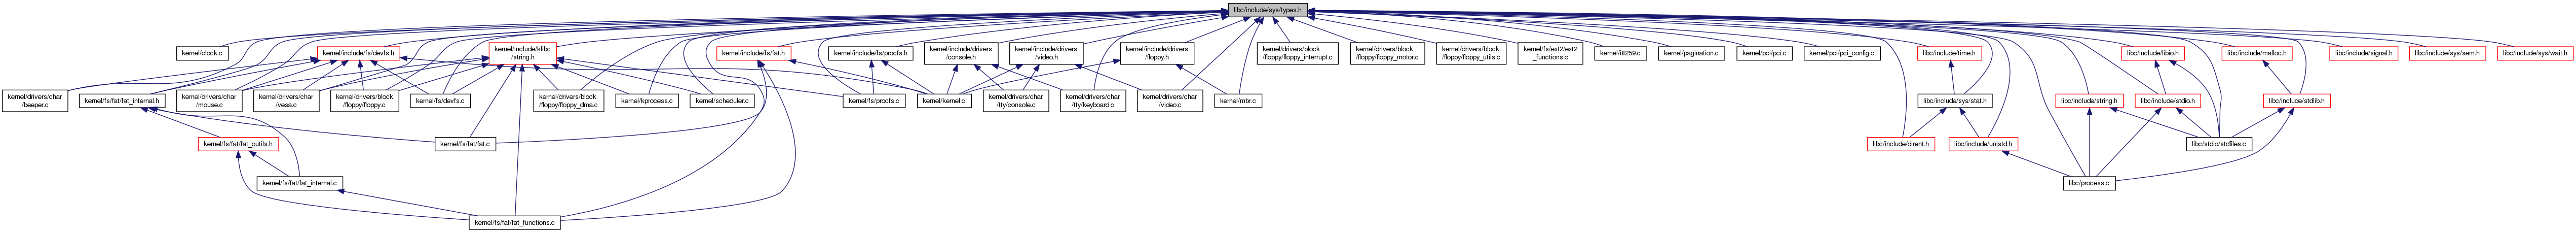 libc/include/sys/types.h
kernel/clock.c
kernel/include/fs/devfs.h
kernel/include/klibc
/string.h
kernel/include/fs/fat.h
kernel/include/fs/procfs.h
kernel/include/drivers
/console.h
kernel/include/drivers
/video.h
kernel/include/drivers
/floppy.h
kernel/drivers/block
/floppy/floppy_interrupt.c
kernel/drivers/block
/floppy/floppy_motor.c
kernel/drivers/block
/floppy/floppy_utils.c
kernel/fs/ext2/ext2
_functions.c
kernel/i8259.c
kernel/pagination.c
kernel/pci/pci.c
kernel/pci/pci_config.c
libc/include/time.h
libc/include/libio.h
libc/include/malloc.h
libc/include/signal.h
libc/include/sys/sem.h
libc/include/sys/wait.h
kernel/drivers/char
/beeper.c
kernel/fs/fat/fat_internal.h
kernel/drivers/char
/mouse.c
kernel/drivers/char
/vesa.c
kernel/drivers/block
/floppy/floppy.c
kernel/fs/devfs.c
kernel/drivers/block
/floppy/floppy_dma.c
kernel/kprocess.c
kernel/scheduler.c
kernel/fs/procfs.c
kernel/kernel.c
kernel/drivers/char
/tty/console.c
kernel/drivers/char
/tty/keyboard.c
kernel/drivers/char
/video.c
kernel/mbr.c
libc/include/sys/stat.h
libc/include/string.h
libc/include/stdio.h
libc/include/stdlib.h
kernel/fs/fat/fat_outils.h
kernel/fs/fat/fat.c
libc/include/dirent.h
libc/include/unistd.h
libc/stdio/stdfiles.c
kernel/fs/fat/fat_internal.c
libc/process.c
kernel/fs/fat/fat_functions.c